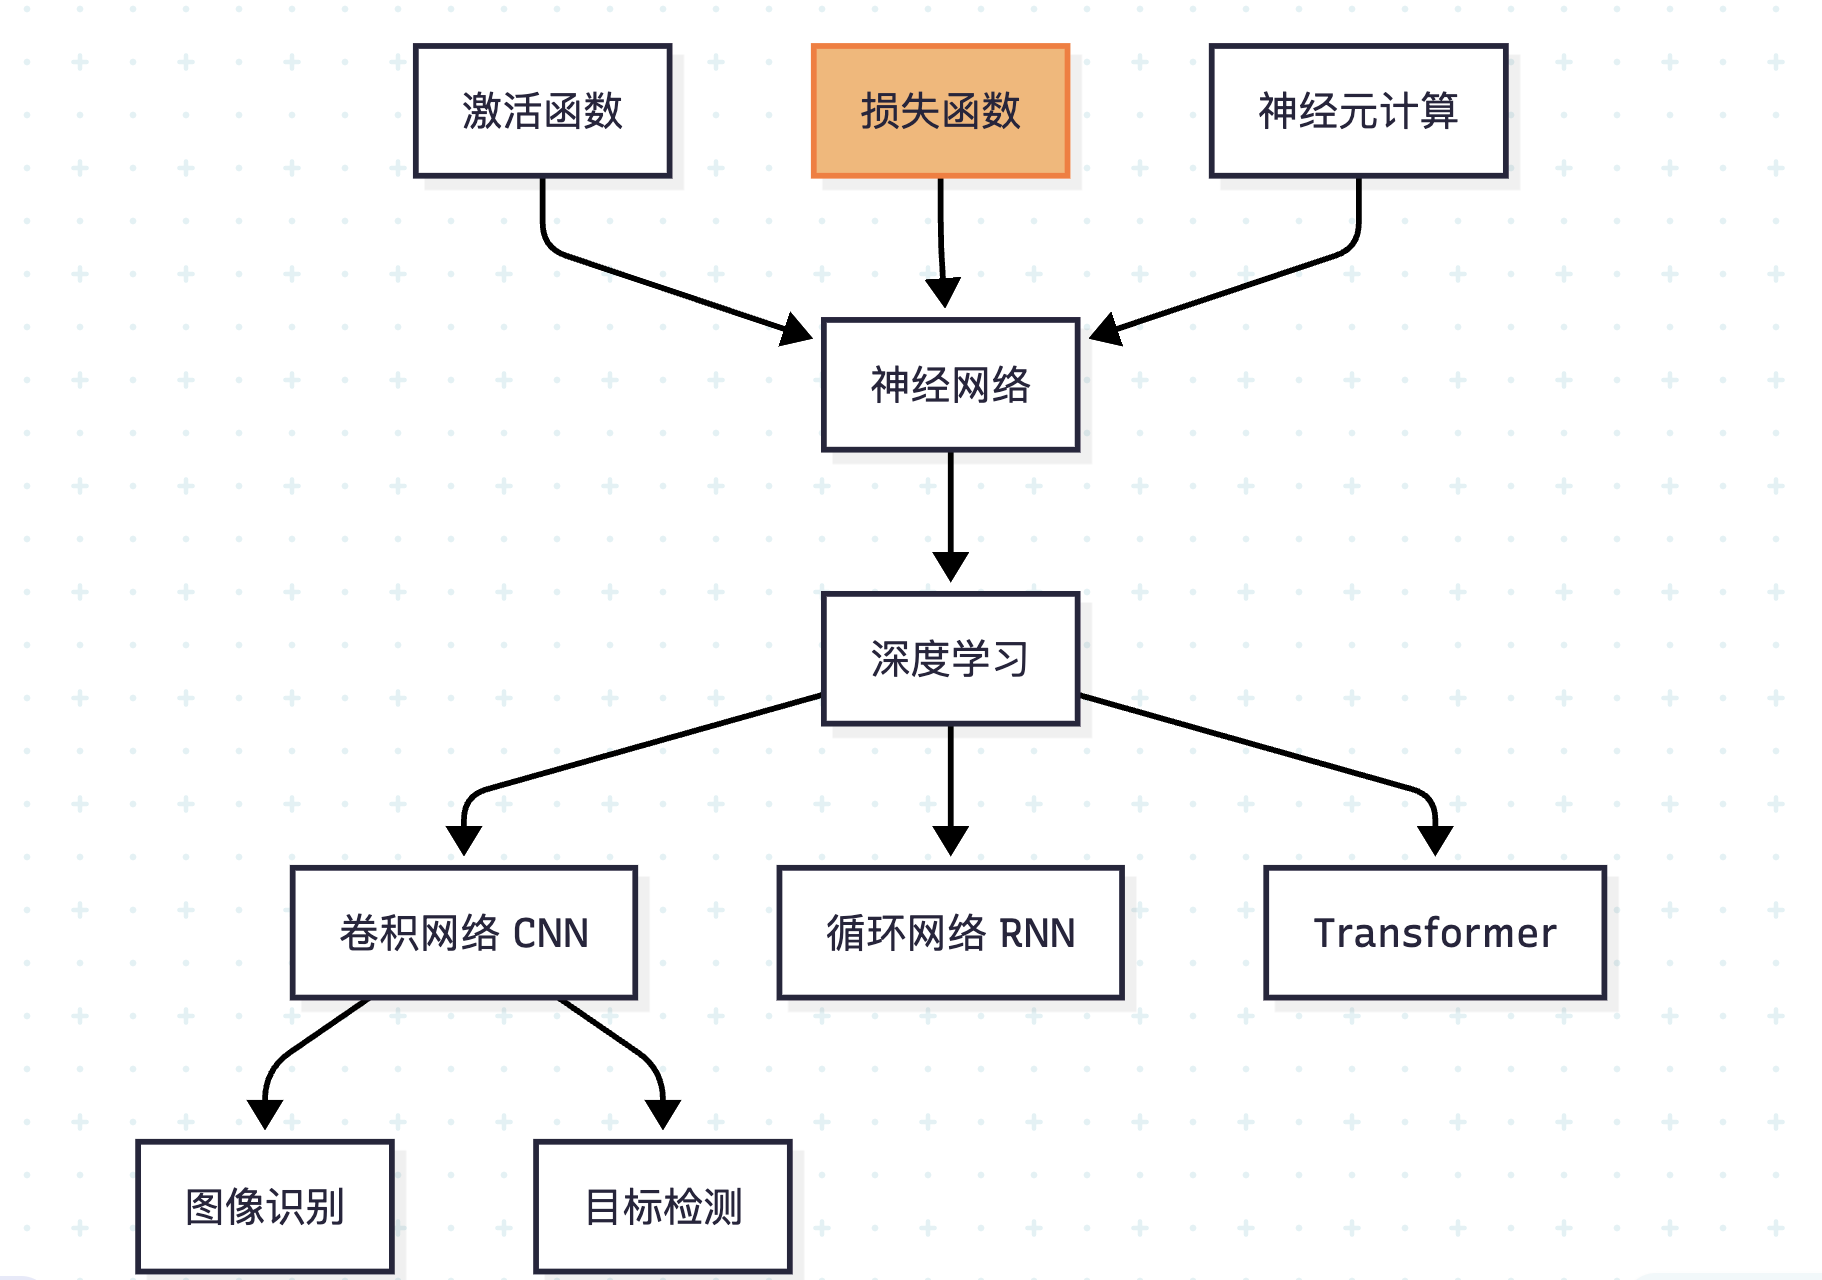 激活函数
损失函数
神经元计算
神经网络
深度学习
卷积网络 CNN
循环网络 RNN
Transformer
图像识别
目标检测